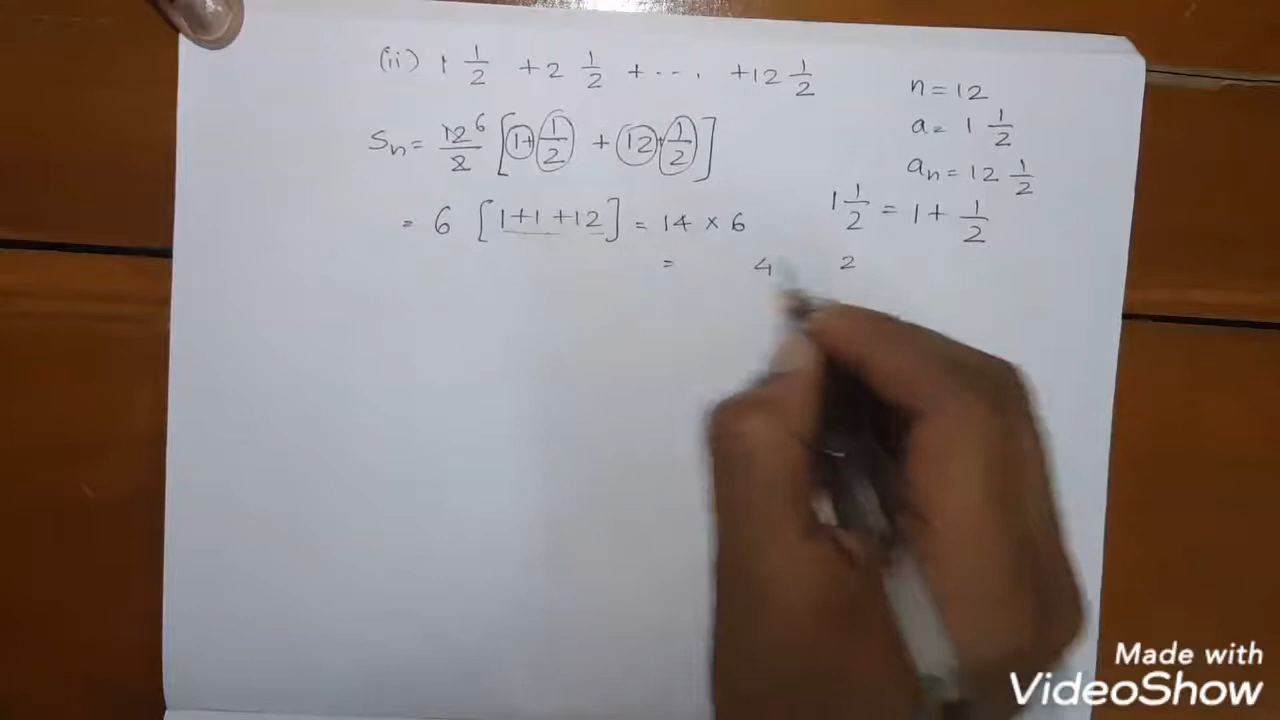 (ii) 1 1/2 + 2 1/2 + ... + 12 1/2
n = 12
a = 1 1/2
aₙ = 12 1/2
Sₙ = 12⁶/2 [1 + 1/2 + 12 + 1/2]
1 1/2 = 1 + 1/2
= 6 [1+1+12] = 14 × 6
= 4 2
Made with
VideoShow